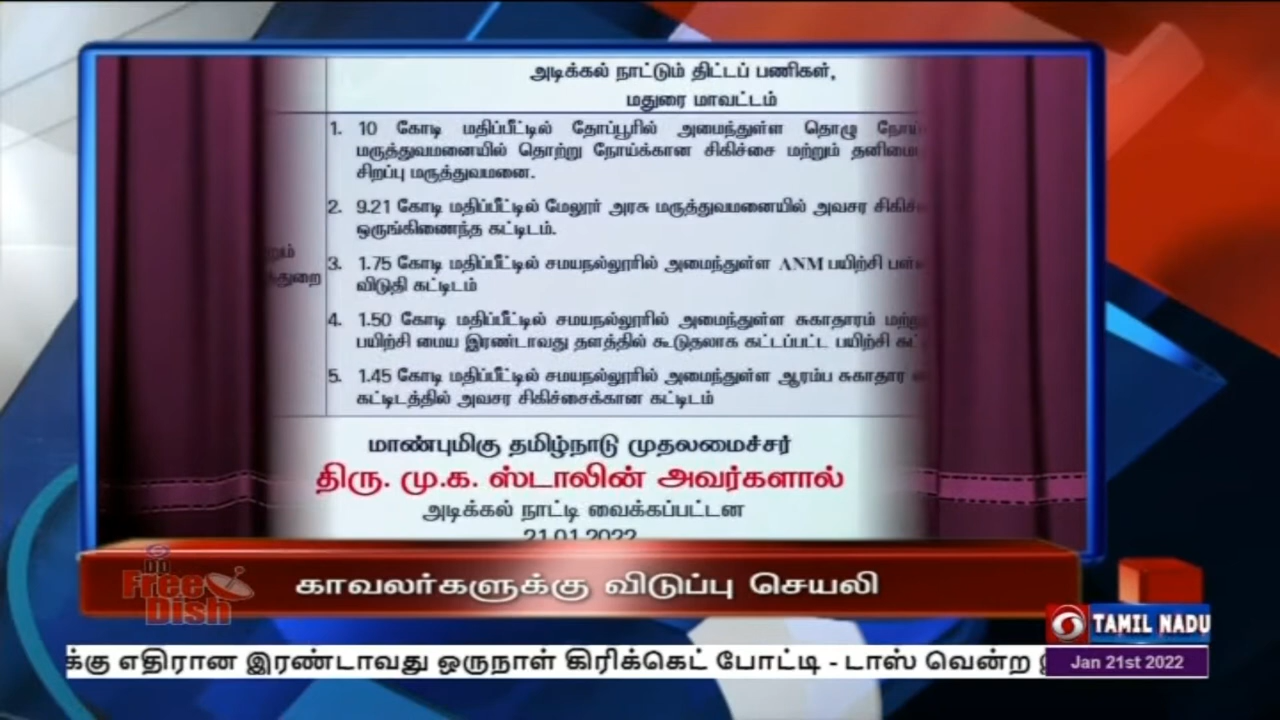 அடிக்கல் நாட்டும் திட்டப் பணிகள்,
மதுரை மாவட்டம்
1. 10 கோடி மதிப்பீட்டில் தோப்பூரில் அமைந்துள்ள தொழு
மருத்துவமனையில் தொற்று நோய்க்கான சிகிச்சை மற்றும்
சிறப்பு மருத்துவமனை.
2. 9.21 கோடி மதிப்பீட்டில் மேலூர் அரசு மருத்துவமனையில் அவசர
ஒருங்கிணைந்த கட்டிடம்.
3. 1.75 கோடி மதிப்பீட்டில் சமயநல்லூரில் அமைந்துள்ள ANM பயிற்சி
விடுதி கட்டிடம்
4. 1.50 கோடி மதிப்பீட்டில் சமயநல்லூரில் அமைந்துள்ள சுகாதாரம்
பயிற்சி மைய இரண்டாவது தளத்தில் கூடுதலாக கட்டப்பட்ட பயிற்சி
5. 1.45 கோடி மதிப்பீட்டில் சமயநல்லூரில் அமைந்துள்ள ஆரம்ப சுகாதார
கட்டிடத்தில் அவசர சிகிச்சைக்கான கட்டிடம்
மாண்புமிகு தமிழ்நாடு முதலமைச்சர்
திரு. மு.க. ஸ்டாலின் அவர்களால்
அடிக்கல் நாட்டி வைக்கப்பட்டன
21.01.2022
DD
Free
Dish
காவலர்களுக்கு விடுப்பு செயலி
TAMIL NADU
க்கு எதிரான இரண்டாவது ஒருநாள் கிரிக்கெட் போட்டி - டாஸ் வென்ற
Jan 21st 2022